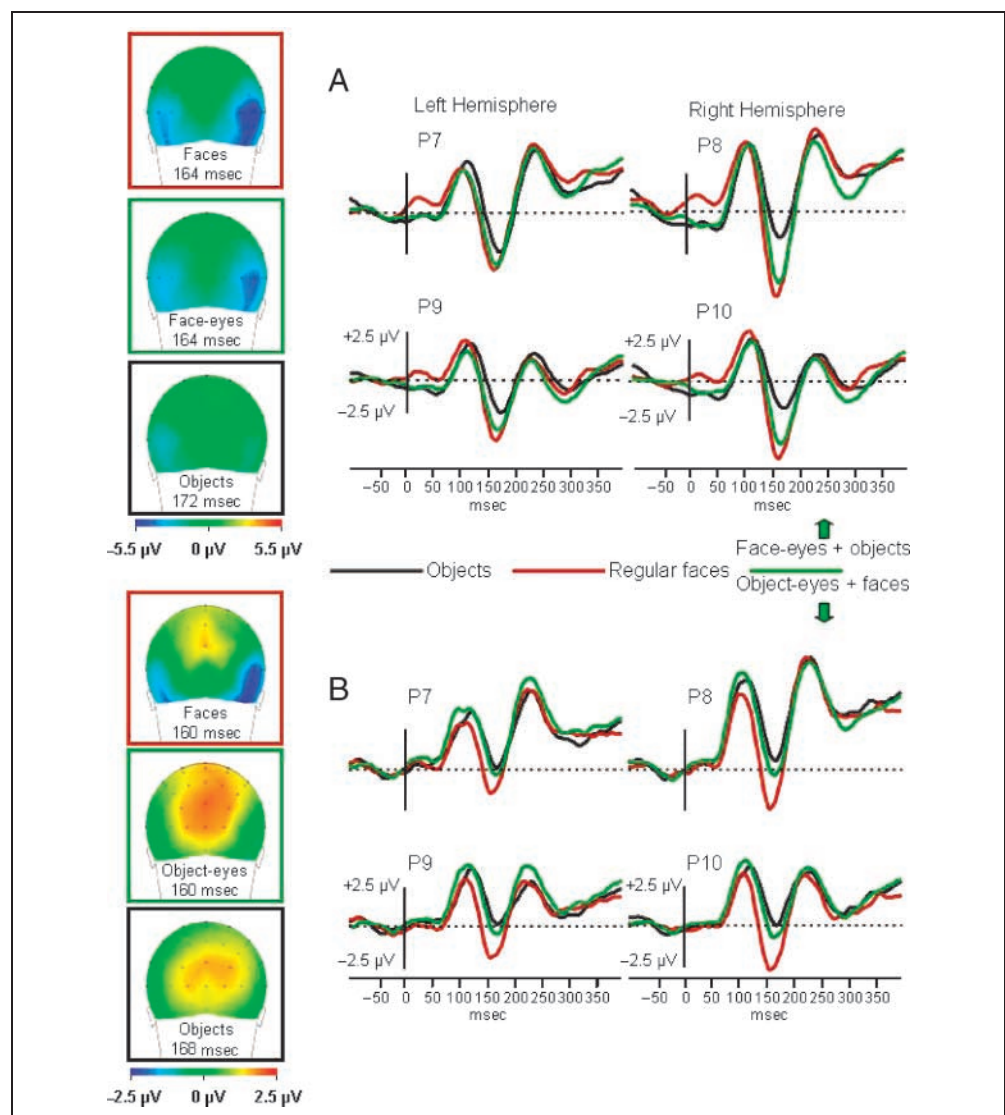 Faces
164 msec
Face-eyes
164 msec
Objects
172 msec
–5.5 µV 0 µV 5.5 µV
A
Left Hemisphere
Right Hemisphere
P7
P8
P9
P10
+2.5 µV
–2.5 µV
+2.5 µV
–2.5 µV
–50 0 50 100 150 200 250 300 350
msec
–50 0 50 100 150 200 250 300 350
msec
Objects
Regular faces
Face-eyes + objects
Object-eyes + faces
Faces
160 msec
Object-eyes
160 msec
Objects
168 msec
–2.5 µV 0 µV 2.5 µV
B
P7
P8
P9
P10
+2.5 µV
–2.5 µV
+2.5 µV
–2.5 µV
–50 0 50 100 150 200 250 300 350
msec
–50 0 50 100 150 200 250 300 350
msec